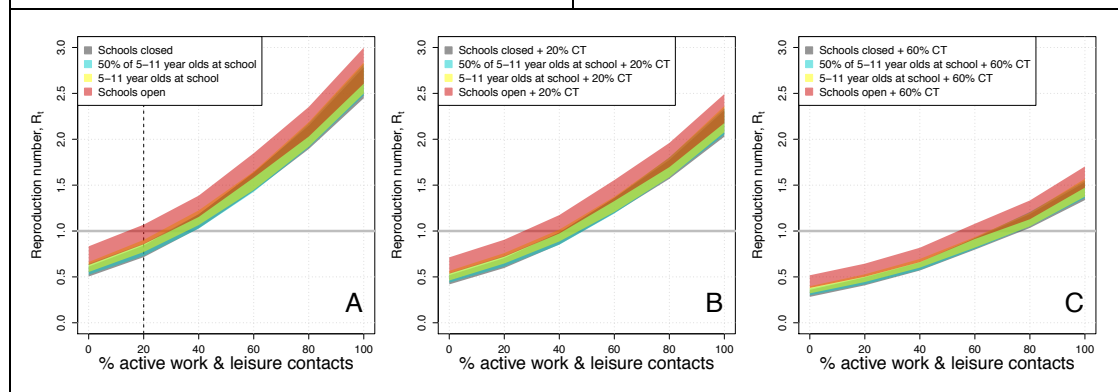 Schools closed
50% of 5−11 year olds at school
5−11 year olds at school
Schools open
Reproduction number, Rt
0.0 0.5 1.0 1.5 2.0 2.5 3.0
0 20 40 60 80 100
% active work & leisure contacts
A
Schools closed + 20% CT
50% of 5−11 year olds at school + 20% CT
5−11 year olds at school + 20% CT
Schools open + 20% CT
Reproduction number, Rt
0.0 0.5 1.0 1.5 2.0 2.5 3.0
0 20 40 60 80 100
% active work & leisure contacts
B
Schools closed + 60% CT
50% of 5−11 year olds at school + 60% CT
5−11 year olds at school + 60% CT
Schools open + 60% CT
Reproduction number, Rt
0.0 0.5 1.0 1.5 2.0 2.5 3.0
0 20 40 60 80 100
% active work & leisure contacts
C